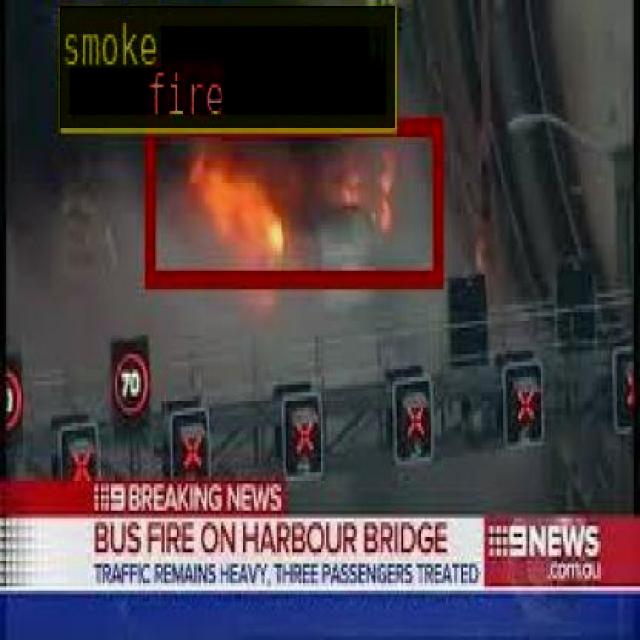 smoke
fire
70
9 BREAKING NEWS
BUS FIRE ON HARBOUR BRIDGE
TRAFFIC REMAINS HEAVY, THREE PASSENGERS TREATED
9NEWS
.com.au